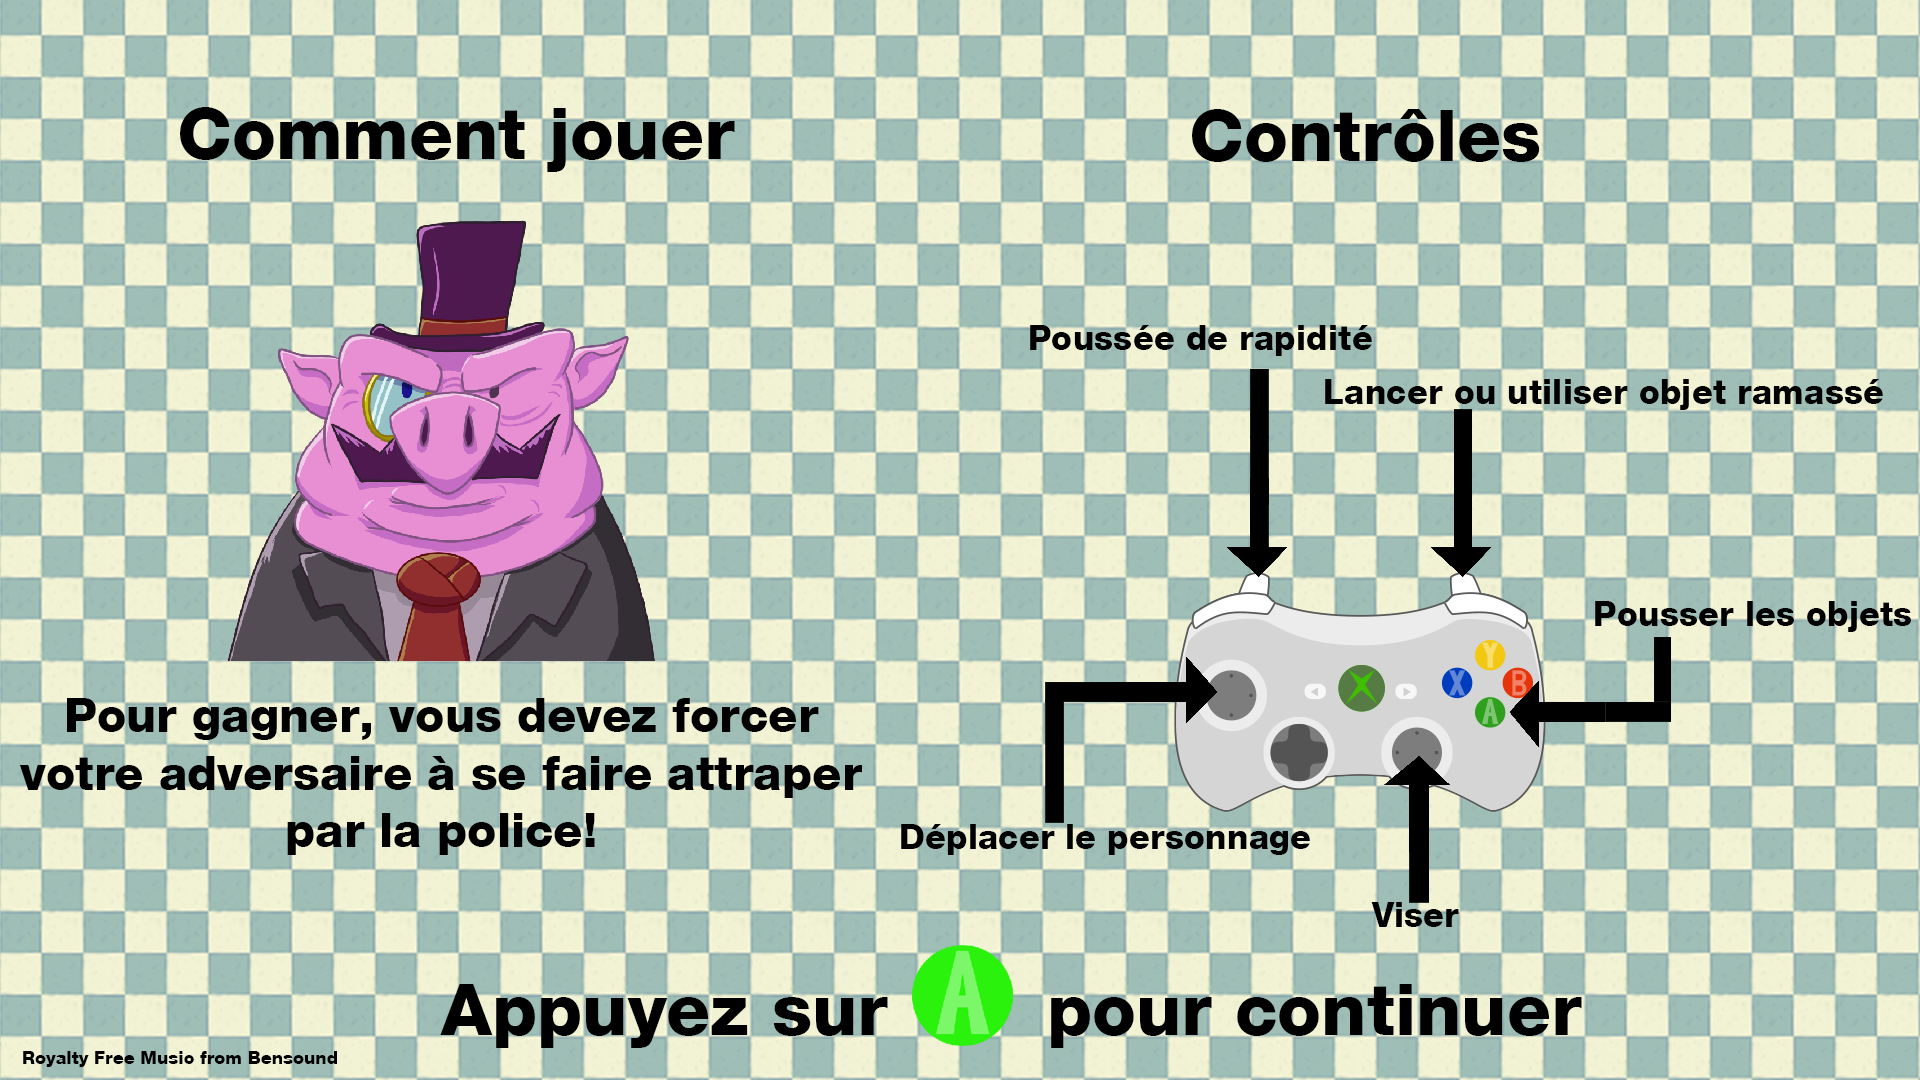 Comment jouer
Contrôles
Poussée de rapidité
Lancer ou utiliser objet ramassé
Pousser les objets
Y
X
B
A
Pour gagner, vous devez forcer
votre adversaire à se faire attraper
par la police!
Déplacer le personnage
Viser
Appuyez sur A pour continuer
Royalty Free Musio from Bensound